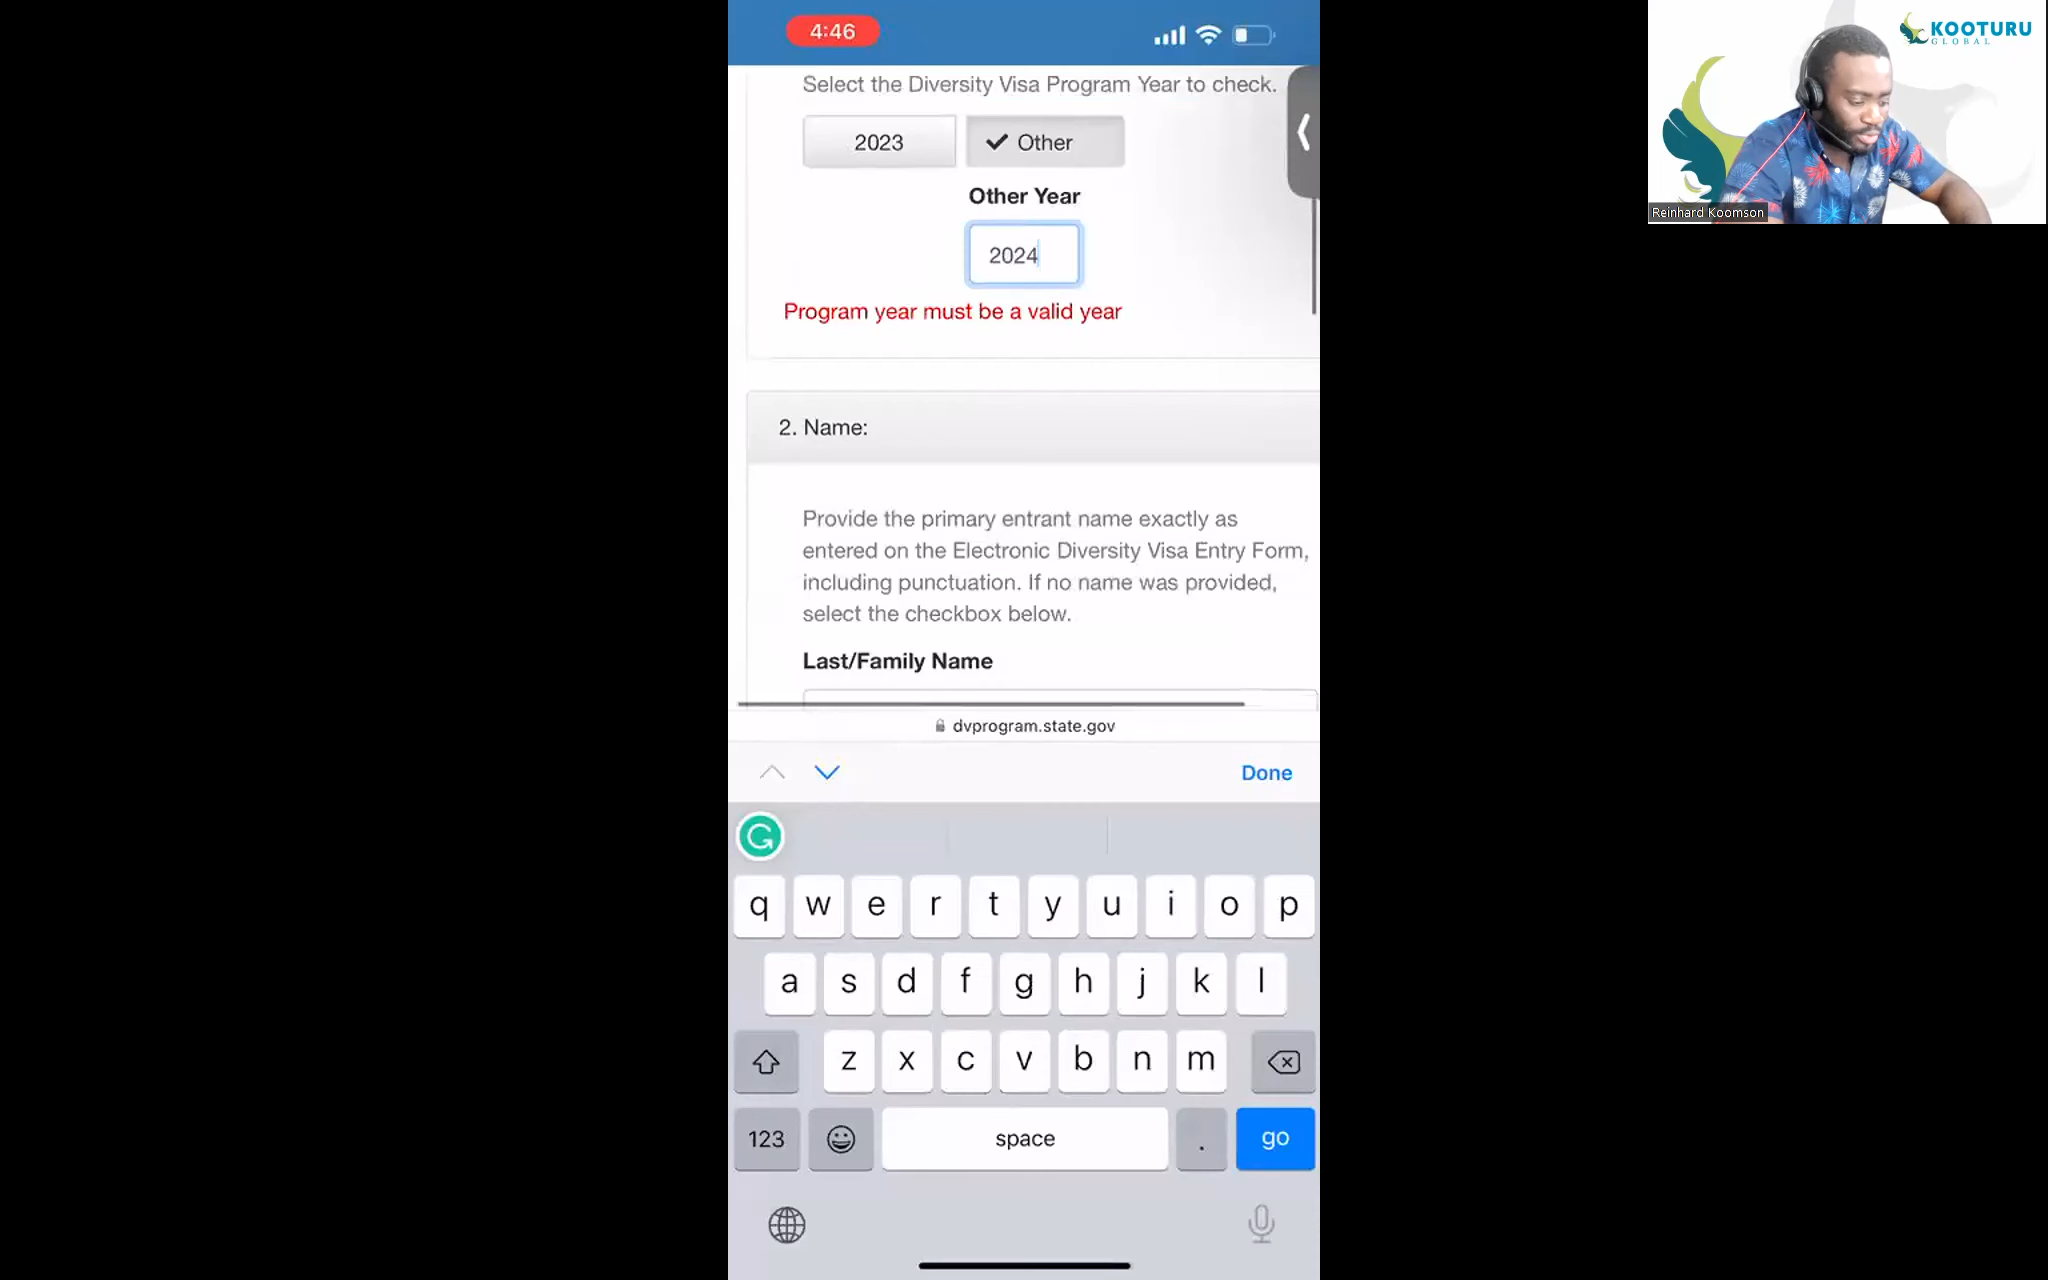 4:46
Select the Diversity Visa Program Year to check.
2023
Other
Other Year
2024
Program year must be a valid year
2. Name:
Provide the primary entrant name exactly as
entered on the Electronic Diversity Visa Entry Form,
including punctuation. If no name was provided,
select the checkbox below.
Last/Family Name
dvprogram.state.gov
Done
q w e r t y u i o p
a s d f g h j k l
z x c v b n m
123 space . go
KOOTURU
GLOBAL
Reinhard Koomson